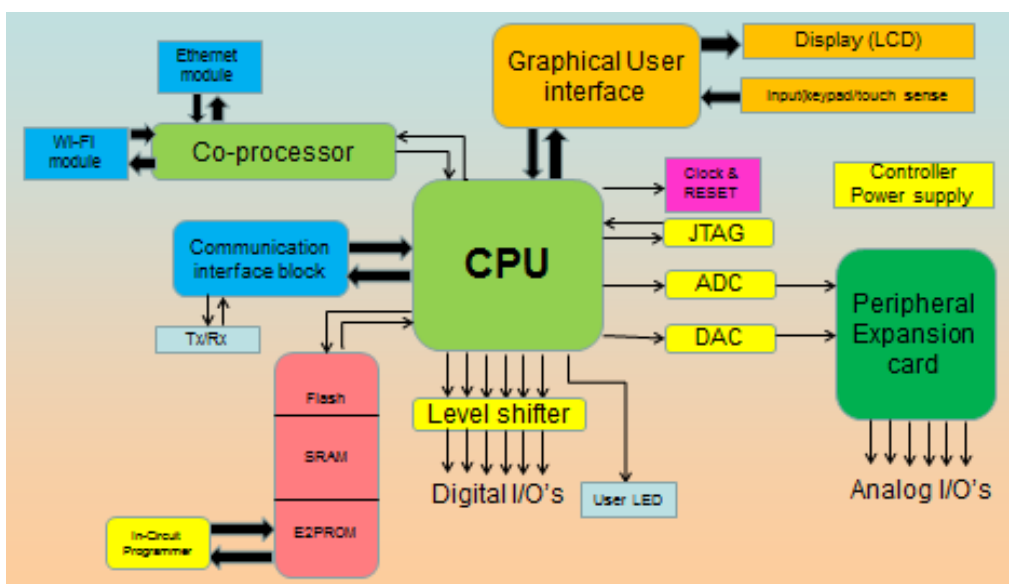 Ethernet
module
Graphical User
interface
Display (LCD)
Input/keypad/touch sense
WI-FI
module
Co-processor
Clock &
RESET
Controller
Power supply
Communication
interface block
CPU
JTAG
ADC
DAC
Peripheral
Expansion
card
Tx/Rx
Flash
SRAM
E2PROM
Level shifter
Digital I/O's
User LED
Analog I/O's
In-Circuit
Programmer